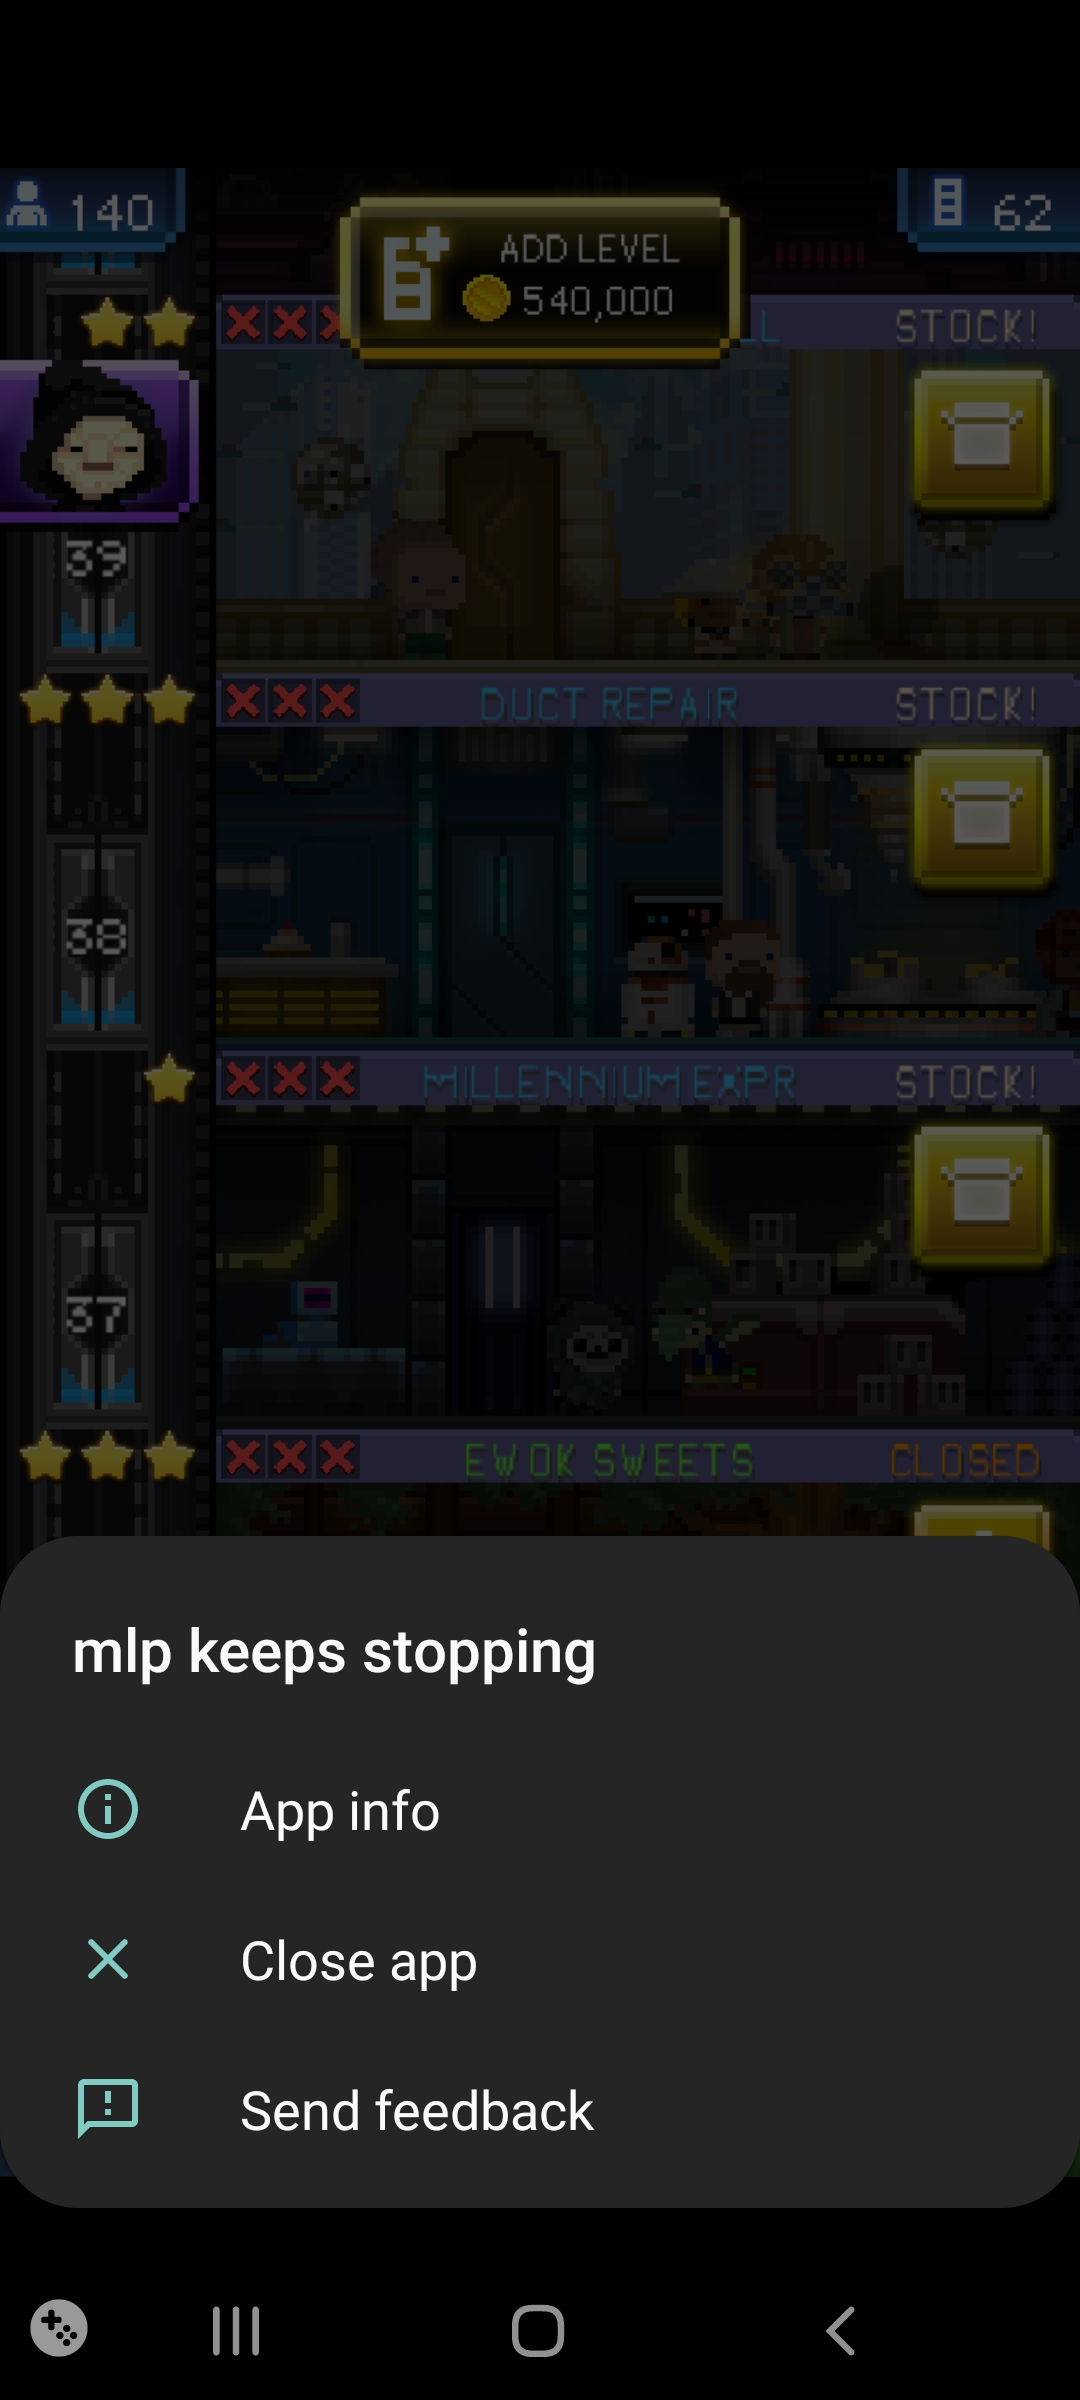 140
62
ADD LEVEL
540,000
STOCK!
39
DUCT REPAIR
STOCK!
38
MILLENNIUM EXPR
STOCK!
37
EWOK SWEETS
CLOSED
mlp keeps stopping
App info
Close app
Send feedback